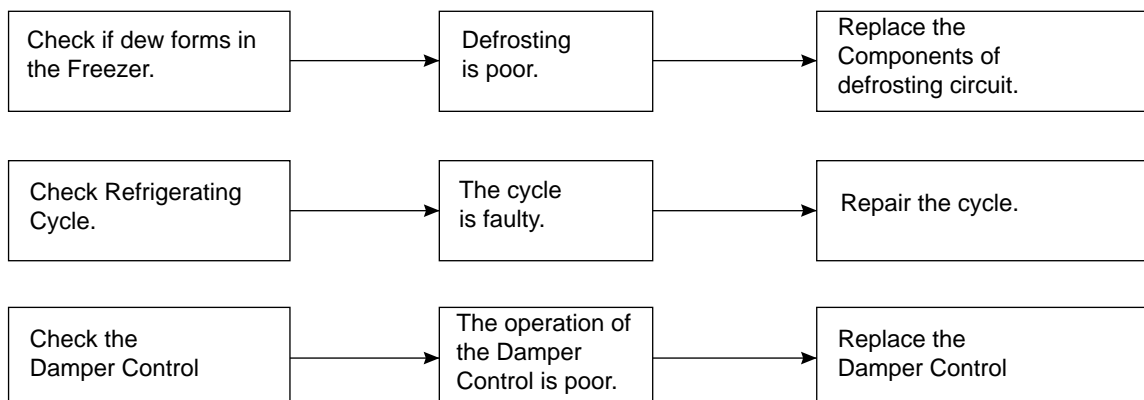 Check if dew forms in
the Freezer.
Defrosting
is poor.
Replace the
Components of
defrosting circuit.
Check Refrigerating
Cycle.
The cycle
is faulty.
Repair the cycle.
Check the
Damper Control
The operation of
the Damper
Control is poor.
Replace the
Damper Control